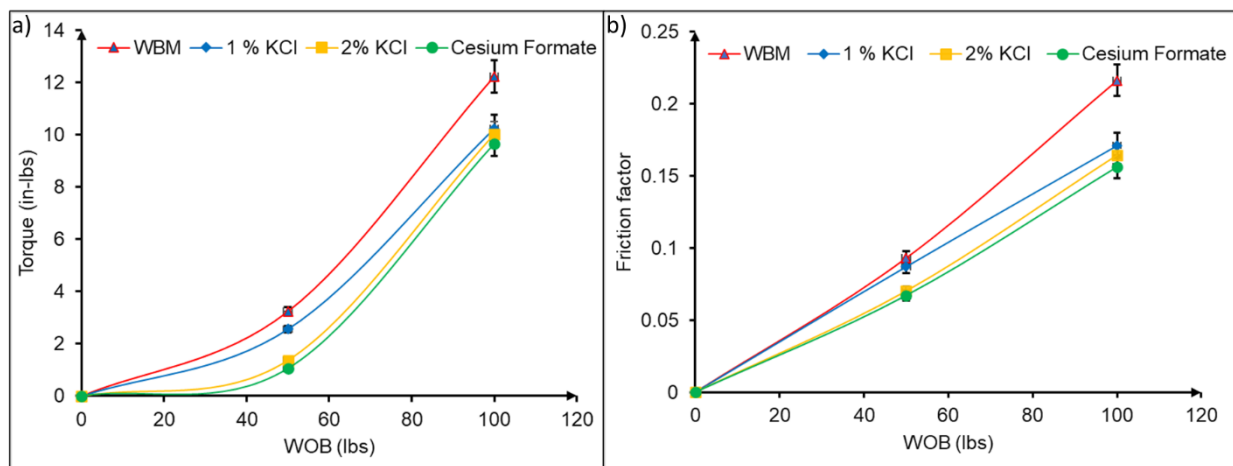 a)
WBM 1 % KCl 2% KCl Cesium Formate
14
12
10
8
6
4
2
0
0 20 40 60 80 100 120
Torque (in-lbs)
WOB (lbs)
b)
WBM 1 % KCl 2% KCl Cesium Formate
0.25
0.2
0.15
0.1
0.05
0
0 20 40 60 80 100 120
Friction factor
WOB (lbs)